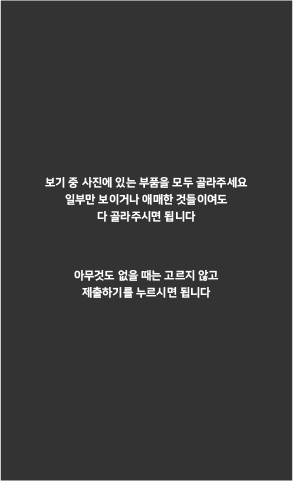 보기 중 사진에 있는 부품을 모두 골라주세요
일부만 보이거나 애매한 것들이여도
다 골라주시면 됩니다
아무것도 없을 때는 고르지 않고
제출하기를 누르시면 됩니다